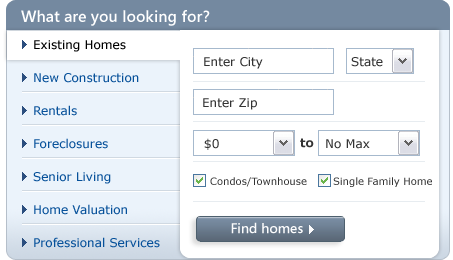 What are you looking for?
Existing Homes
New Construction
Rentals
Foreclosures
Senior Living
Home Valuation
Professional Services
Enter City State
Enter Zip
$0 to No Max
Condos/Townhouse Single Family Home
Find homes